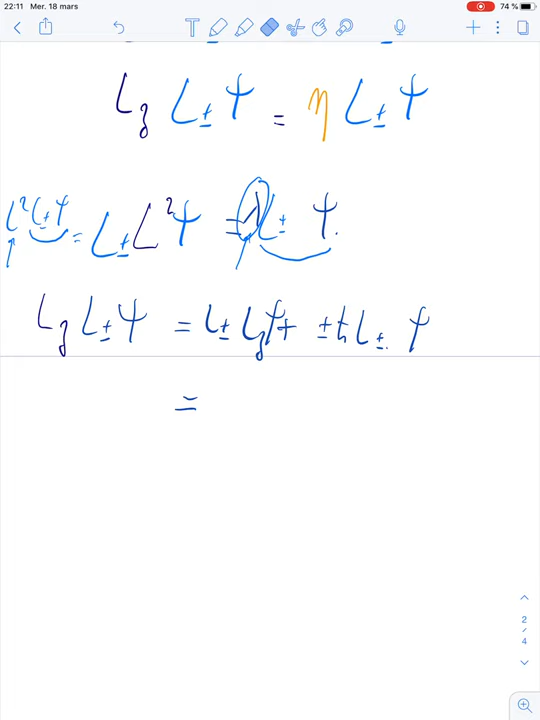 22:11 Mer. 18 mars 74 %
L_z L_± Ψ = η L_± Ψ
L² L_± Ψ = L_± L² Ψ = λ L_± Ψ.
L_z L_± Ψ = L_± L_z Ψ + ± ħ L_± Ψ
=
2 / 4